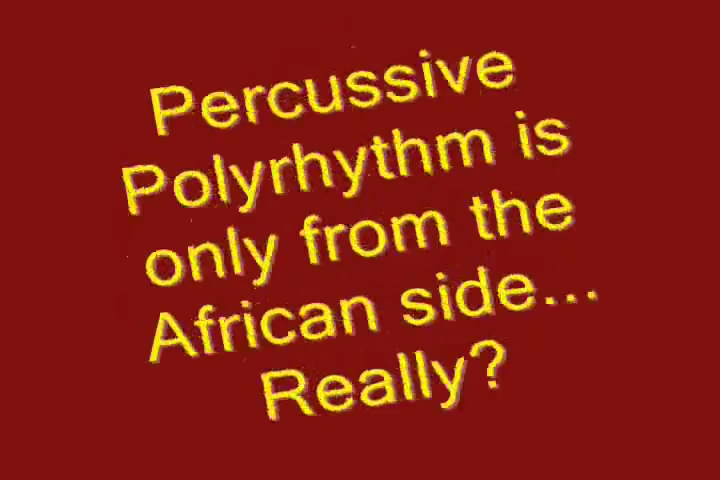 Percussive
Polyrhythm is
only from the
African side...
Really?